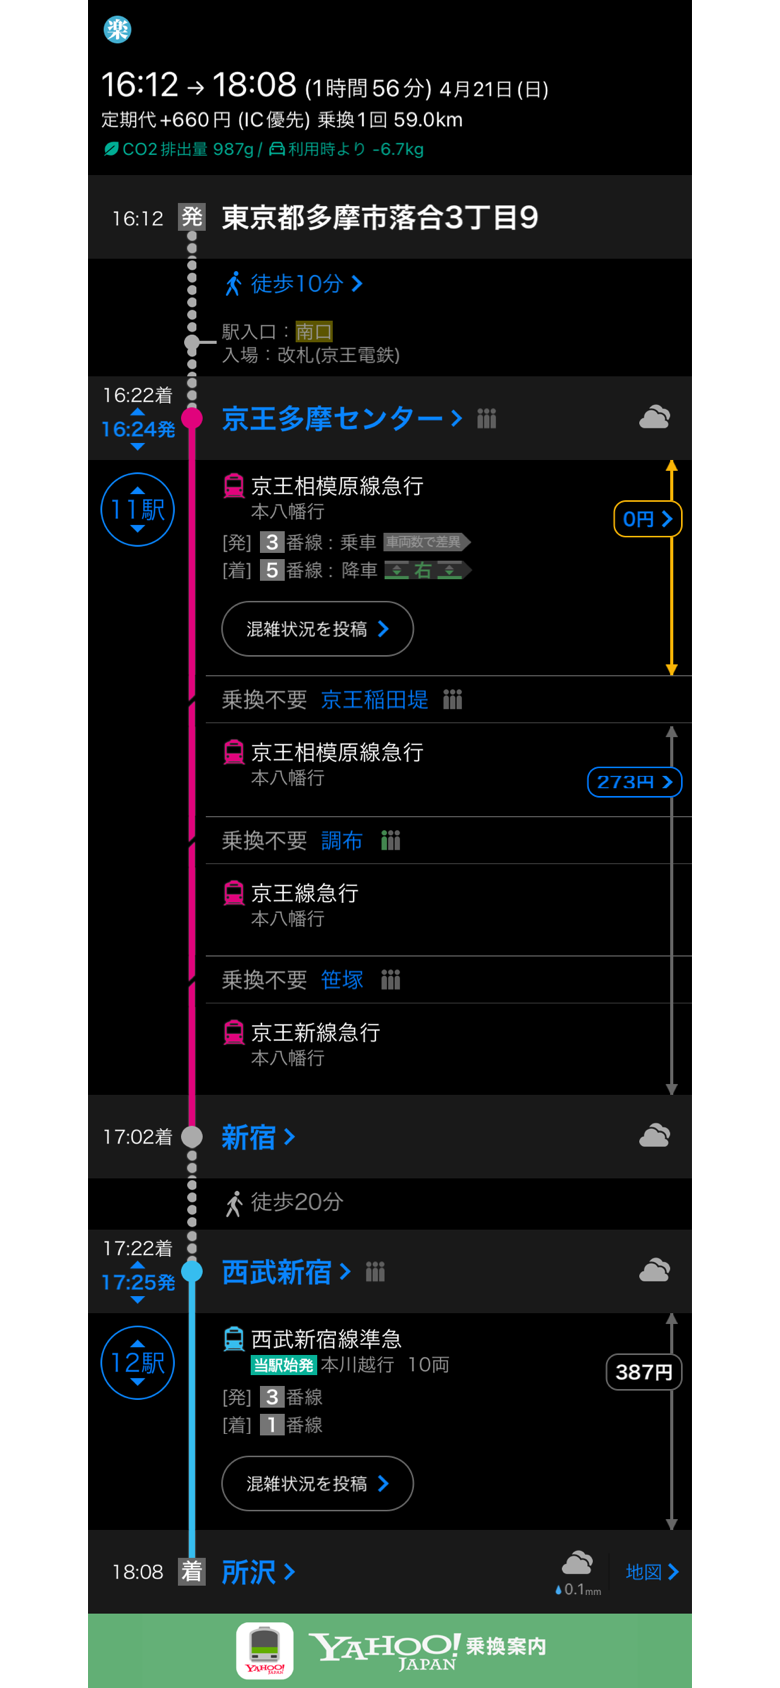 楽
16:12 → 18:08 (1時間56分) 4月21日(日)
定期代+660円 (IC優先) 乗換1回 59.0km
CO2排出量 987g / 利用時より -6.7kg
16:12 発 東京都多摩市落合3丁目9
徒歩10分
駅入口：南口
入場：改札(京王電鉄)
16:22着
16:24発
京王多摩センター
11駅
京王相模原線急行
本八幡行
0円
[発] 3 番線：乗車 車両数で差異
[着] 5 番線：降車 右
混雑状況を投稿
乗換不要 京王稲田堤
京王相模原線急行
本八幡行
273円
乗換不要 調布
京王線急行
本八幡行
乗換不要 笹塚
京王新線急行
本八幡行
17:02着 新宿
徒歩20分
17:22着
17:25発
西武新宿
12駅
西武新宿線準急
当駅始発 本川越行 10両
387円
[発] 3 番線
[着] 1 番線
混雑状況を投稿
18:08 着 所沢
0.1mm
地図
YAHOO! JAPAN
YAHOO! JAPAN 乗換案内